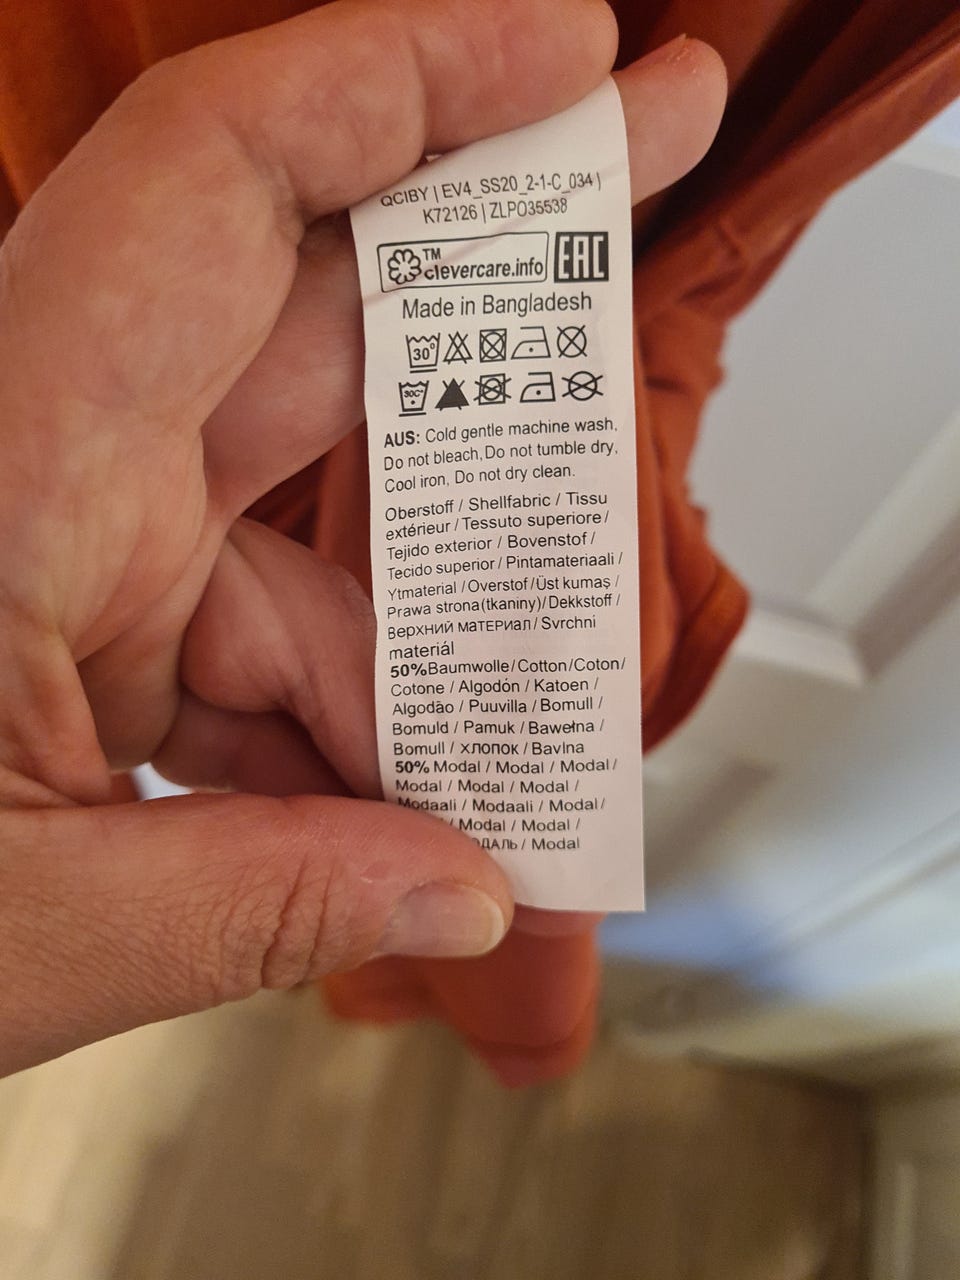 QCIBY | EV4_SS20_2-1-C_034 |
K72126 | ZLPO35538
TM
clevercare.info
EAC
Made in Bangladesh
30°
30C°
AUS: Cold gentle machine wash,
Do not bleach, Do not tumble dry,
Cool iron, Do not dry clean.
Oberstoff / Shellfabric / Tissu
extérieur / Tessuto superiore /
Tejido exterior / Bovenstof /
Tecido superior / Pintamateriaali /
Ytmaterial / Overstof / Üst kumaş /
Prawa strona(tkaniny)/ Dekkstoff /
Верхний материал / Svrchni
materiál
50% Baumwolle / Cotton / Coton /
Cotone / Algodón / Katoen /
Algodão / Puuvilla / Bomull /
Bomuld / Pamuk / Bawełna /
Bomull / хлопок / Bavlna
50% Modal / Modal / Modal /
Modal / Modal / Modal /
Modaali / Modaali / Modal /
/ Modal / Modal /
/ Modal